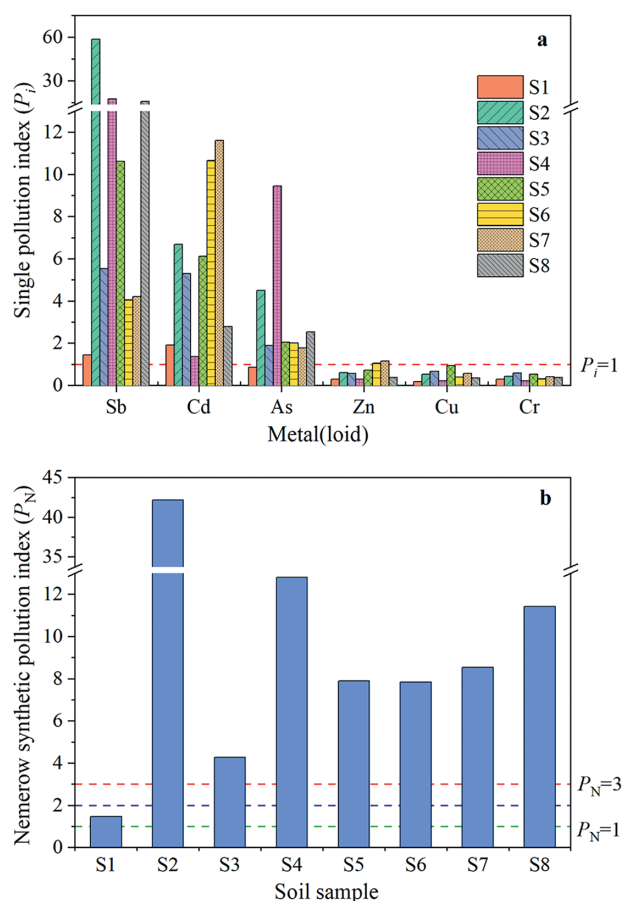 a
60
30
12
10
8
6
4
2
0
Single pollution index (Pi)
S1
S2
S3
S4
S5
S6
S7
S8
Pi=1
Sb Cd As Zn Cu Cr
Metal(loid)
b
45
40
35
12
10
8
6
4
2
0
Nemerow synthetic pollution index (PN)
PN=3
PN=1
S1 S2 S3 S4 S5 S6 S7 S8
Soil sample